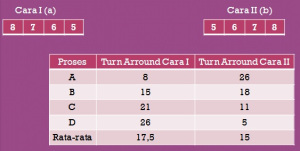 Cara I (a) Cara II (b)
8 7 6 5 5 6 7 8
Proses Turn Arround Cara I Turn Arround Cara II
A 8 26
B 15 18
C 21 11
D 26 5
Rata-rata 17,5 15